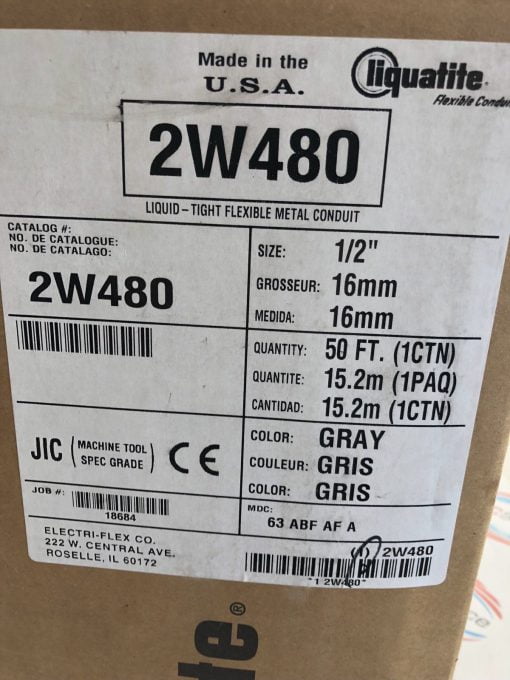 Made in the
U.S.A.
liquatite
Flexible Condu
2W480
LIQUID-TIGHT FLEXIBLE METAL CONDUIT
CATALOG #:
NO. DE CATALOGUE:
NO. DE CATALAGO:
2W480
SIZE: 1/2"
GROSSEUR: 16mm
MEDIDA: 16mm
QUANTITY: 50 FT. (1CTN)
QUANTITE: 15.2m (1PAQ)
CANTIDAD: 15.2m (1CTN)
JIC (MACHINE TOOL SPEC GRADE) CE
COLOR: GRAY
COULEUR: GRIS
COLOR: GRIS
JOB #:
18684
MDC:
63 ABF AF A
ELECTRI-FLEX CO.
222 W. CENTRAL AVE.
ROSELLE, IL 60172
(1) 2W480
"1 2W480"
te®